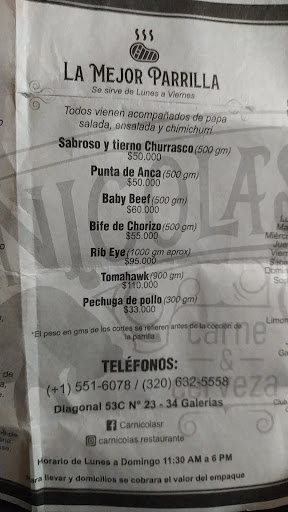 LA MEJOR PARRILLA
Se sirve de Lunes a Viernes
Todos vienen acompañados de papa
salada, ensalada y chimichurri
Sabroso y tierno Churrasco (500 gm)
$50.000
Punta de Anca (500 gm)
$50.000
Baby Beef (500 gm)
$60.000
Bife de Chorizo (500 gm)
$55.000
Rib Eye (1000 gm aprox)
$95.000
Tomahawk (900 gm)
$110.000
Pechuga de pollo (300 gm)
$33.000
*El peso en gms de los cortes se refieren antes de la cocción de
la parrilla
TELÉFONOS:
(+1) 551-6078 / (320) 632-5558
Diagonal 53C N° 23 - 34 Galerías
Carnicolasr
carnicolas.restaurante
Horario de Lunes a Domingo 11:30 AM a 6 PM
Para llevar y domicilios se cobrara el valor del empaque
NICOLAS
carne
&
cerveza